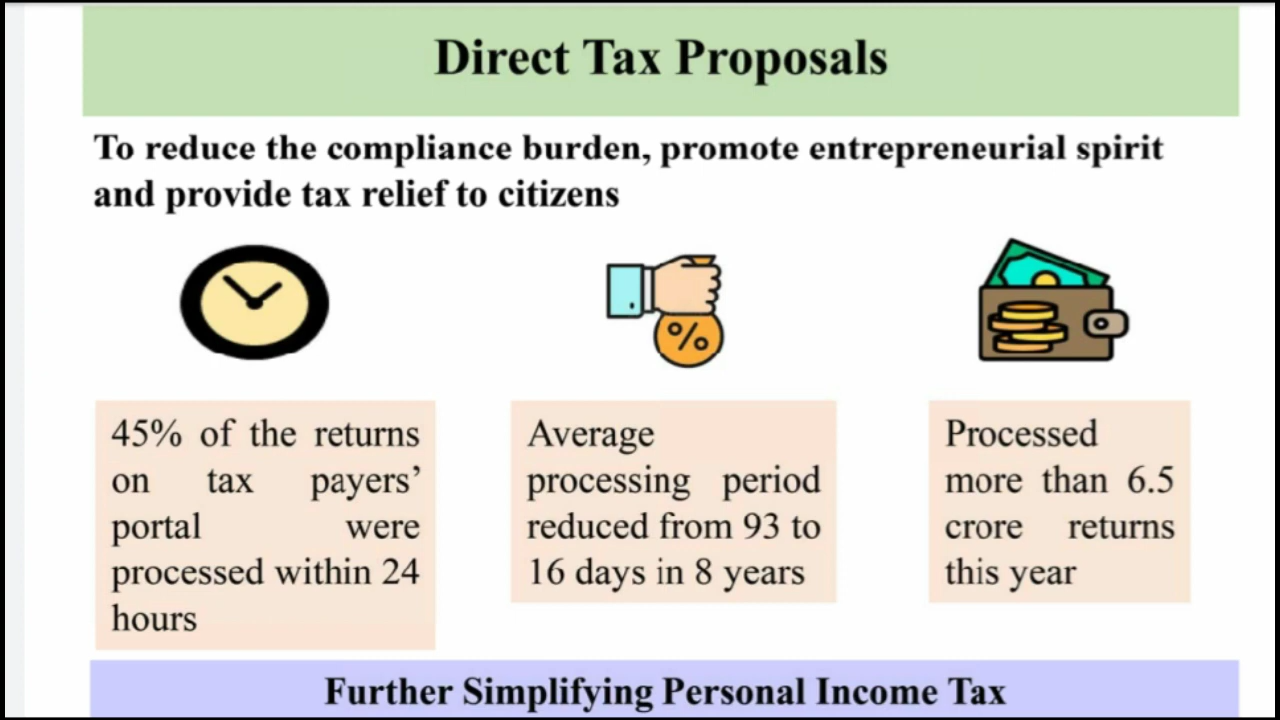 Direct Tax Proposals
To reduce the compliance burden, promote entrepreneurial spirit
and provide tax relief to citizens
%
45% of the returns
on tax payers’
portal were
processed within 24
hours
Average
processing period
reduced from 93 to
16 days in 8 years
Processed
more than 6.5
crore returns
this year
Further Simplifying Personal Income Tax